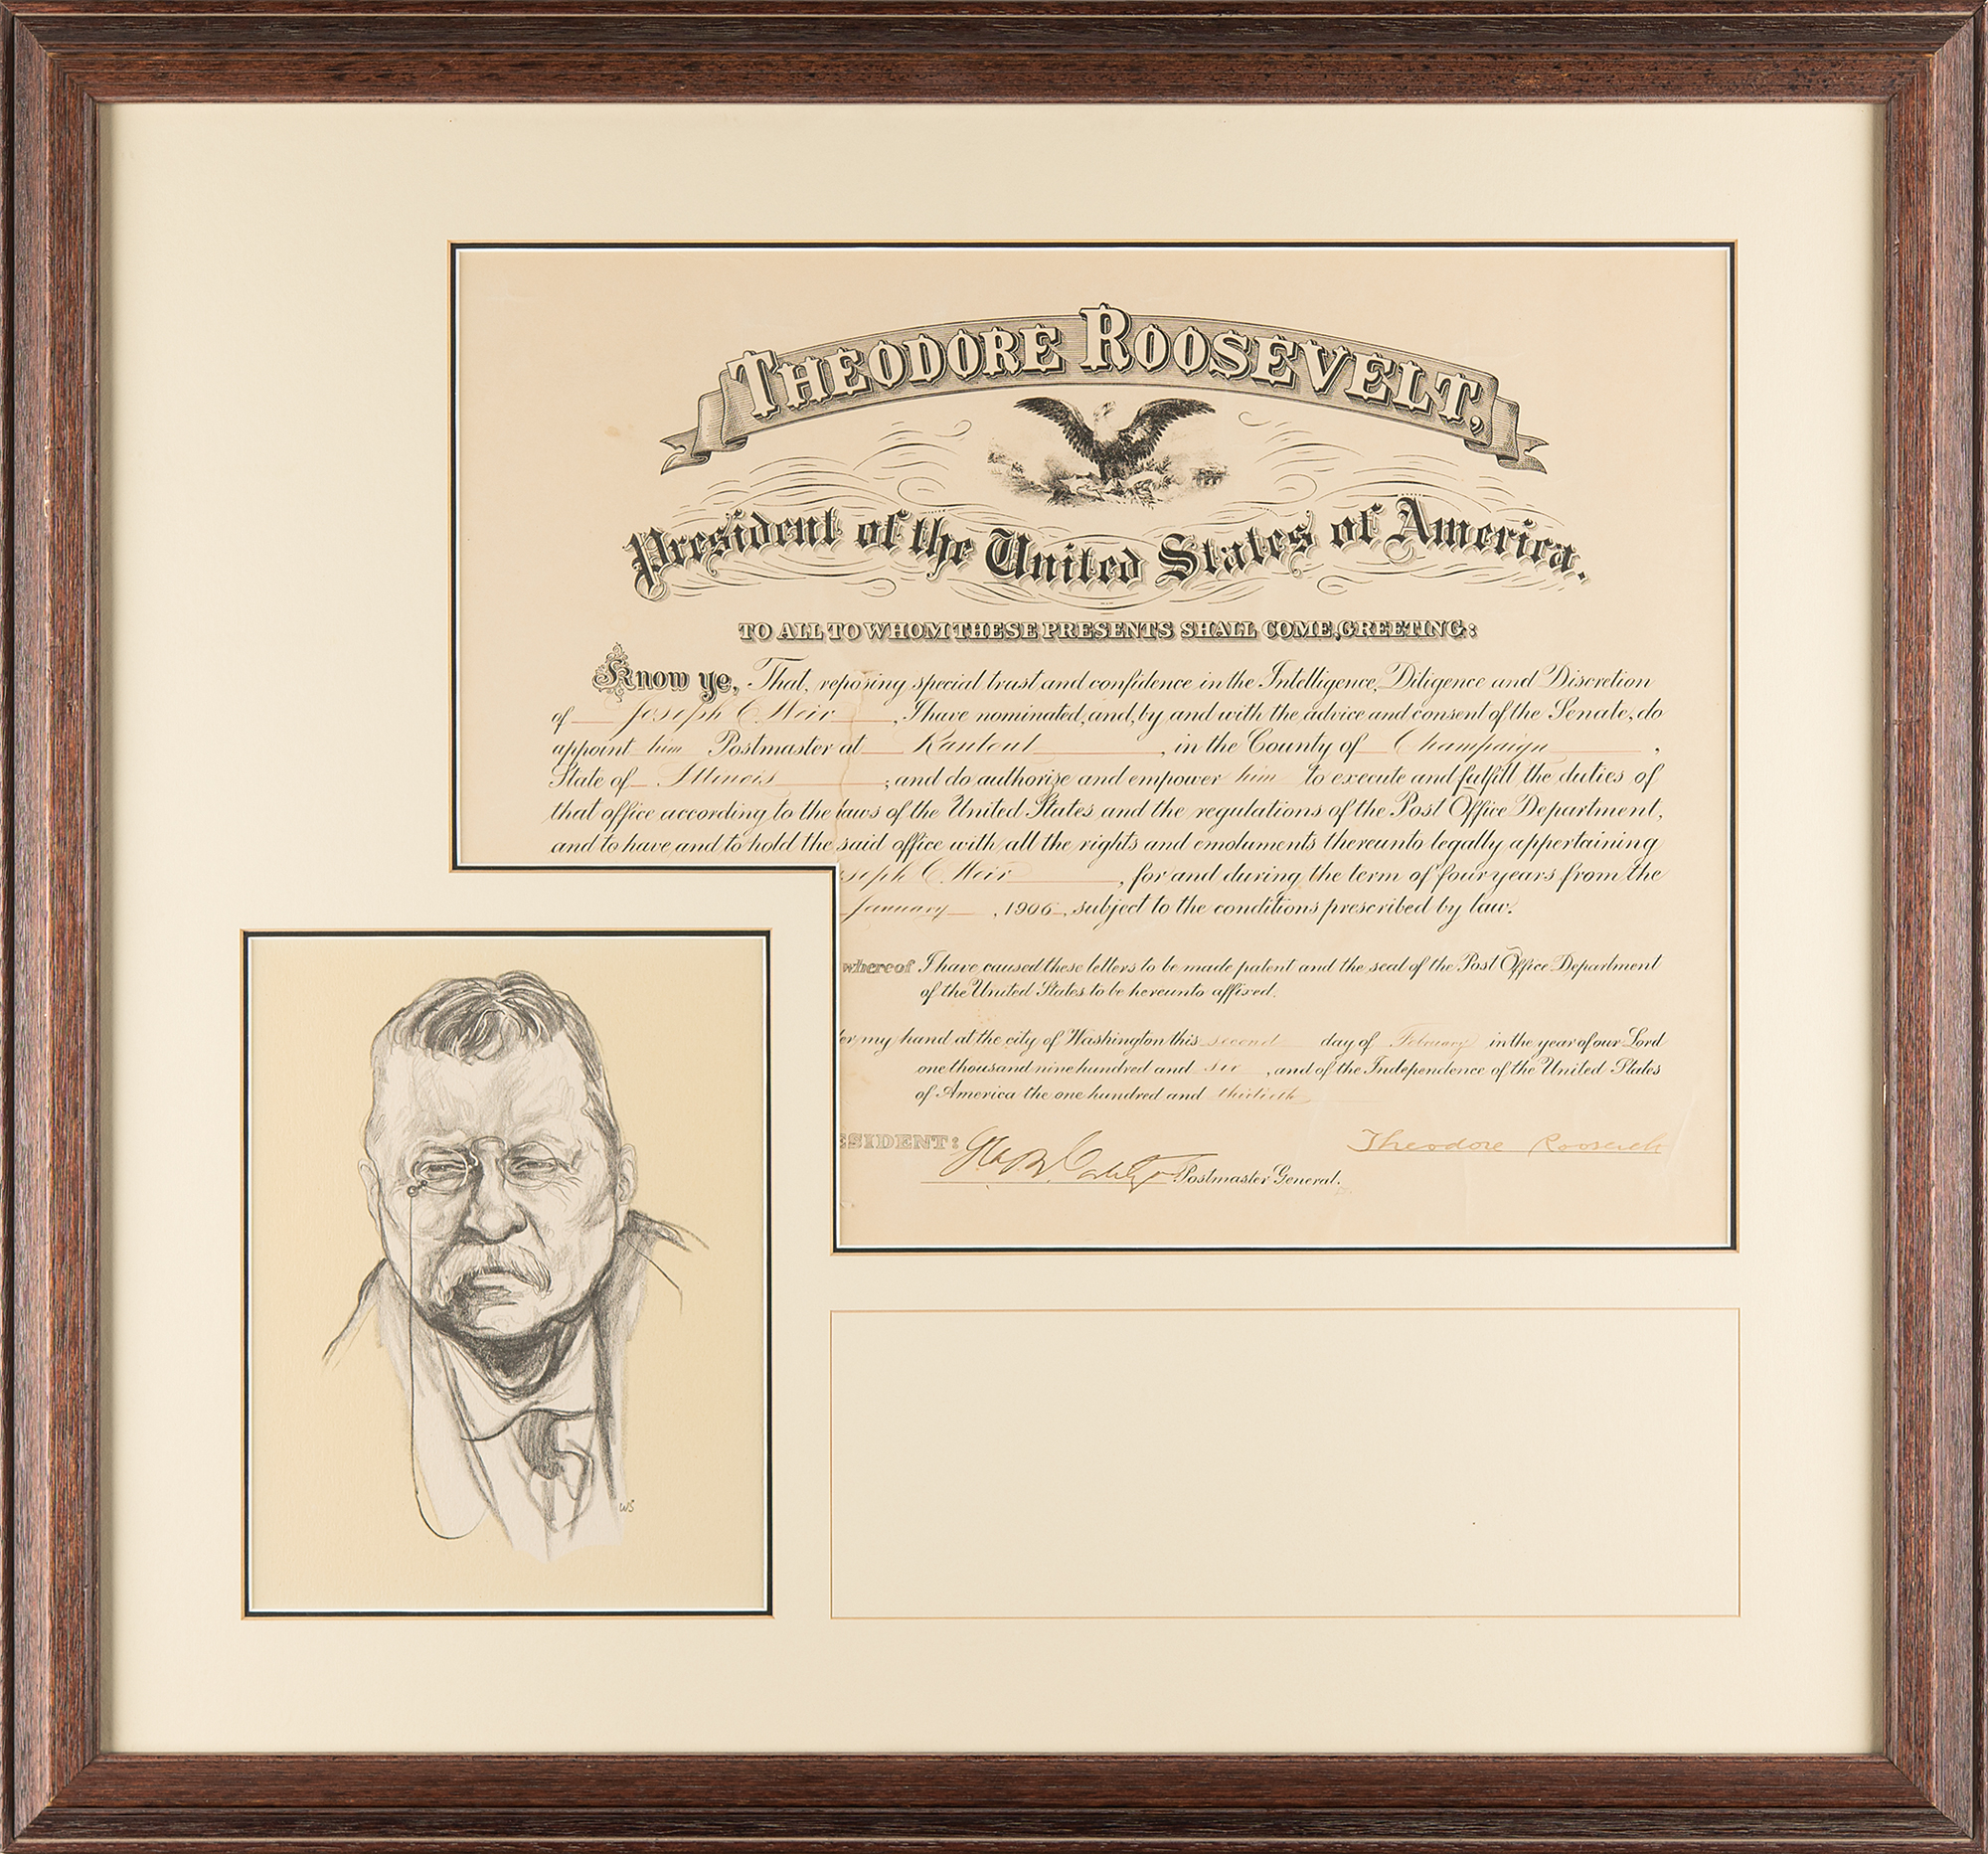 THEODORE ROOSEVELT,
President of the United States of America.
TO ALL TO WHOM THESE PRESENTS SHALL COME, GREETING:
Know ye, That, reposing special trust and confidence in the Intelligence, Diligence and Discretion
of Joseph C Weir, I have nominated, and, by and with the advice and consent of the Senate, do
appoint him Postmaster at Rantoul, in the County of Champaign,
State of Illinois; and do authorize and empower him to execute and fulfill the duties of
that office according to the laws of the United States and the regulations of the Post Office Department,
and to have and to hold the said office with all the rights and emoluments thereunto legally appertaining
seph C Weir, for and during the term of four years from the
January, 1906, subject to the conditions prescribed by law.
whereof I have caused these letters to be made patent and the seal of the Post Office Department
of the United States to be hereunto affixed.
er my hand at the city of Washington this second day of February in the year of our Lord
one thousand nine hundred and six, and of the Independence of the United States
of America the one hundred and thirtieth
ESIDENT:
Theodore Roosevelt
Postmaster General.
WS